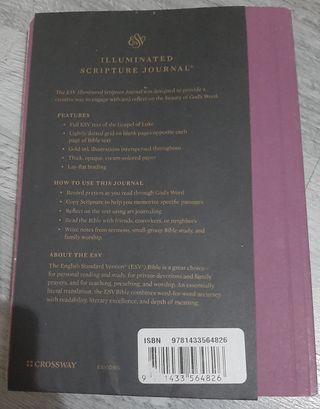 ESV
ILLUMINATED
SCRIPTURE JOURNAL®
The ESV Illuminated Scripture Journal was designed to provide a
creative way to engage with and reflect on the beauty of God's Word.
FEATURES
• Full ESV text of the Gospel of Luke
• Lightly dotted grid on blank pages opposite each
page of Bible text
• Gold ink illustrations interspersed throughout
• Thick, opaque, cream-colored paper
• Lay-flat binding
HOW TO USE THIS JOURNAL
• Record prayers as you read through God's Word
• Copy Scripture to help you memorize specific passages
• Reflect on the text using art journaling
• Read the Bible with friends, coworkers, or neighbors
• Write notes from sermons, small-group Bible study, and
family worship
ABOUT THE ESV
The English Standard Version® (ESV®) Bible is a great choice—
for personal reading and study, for private devotions and family
prayers, and for teaching, preaching, and worship. An essentially
literal translation, the ESV Bible combines word-for-word accuracy
with readability, literary excellence, and depth of meaning.
ISBN 9781433564826
9 781433 564826
CROSSWAY